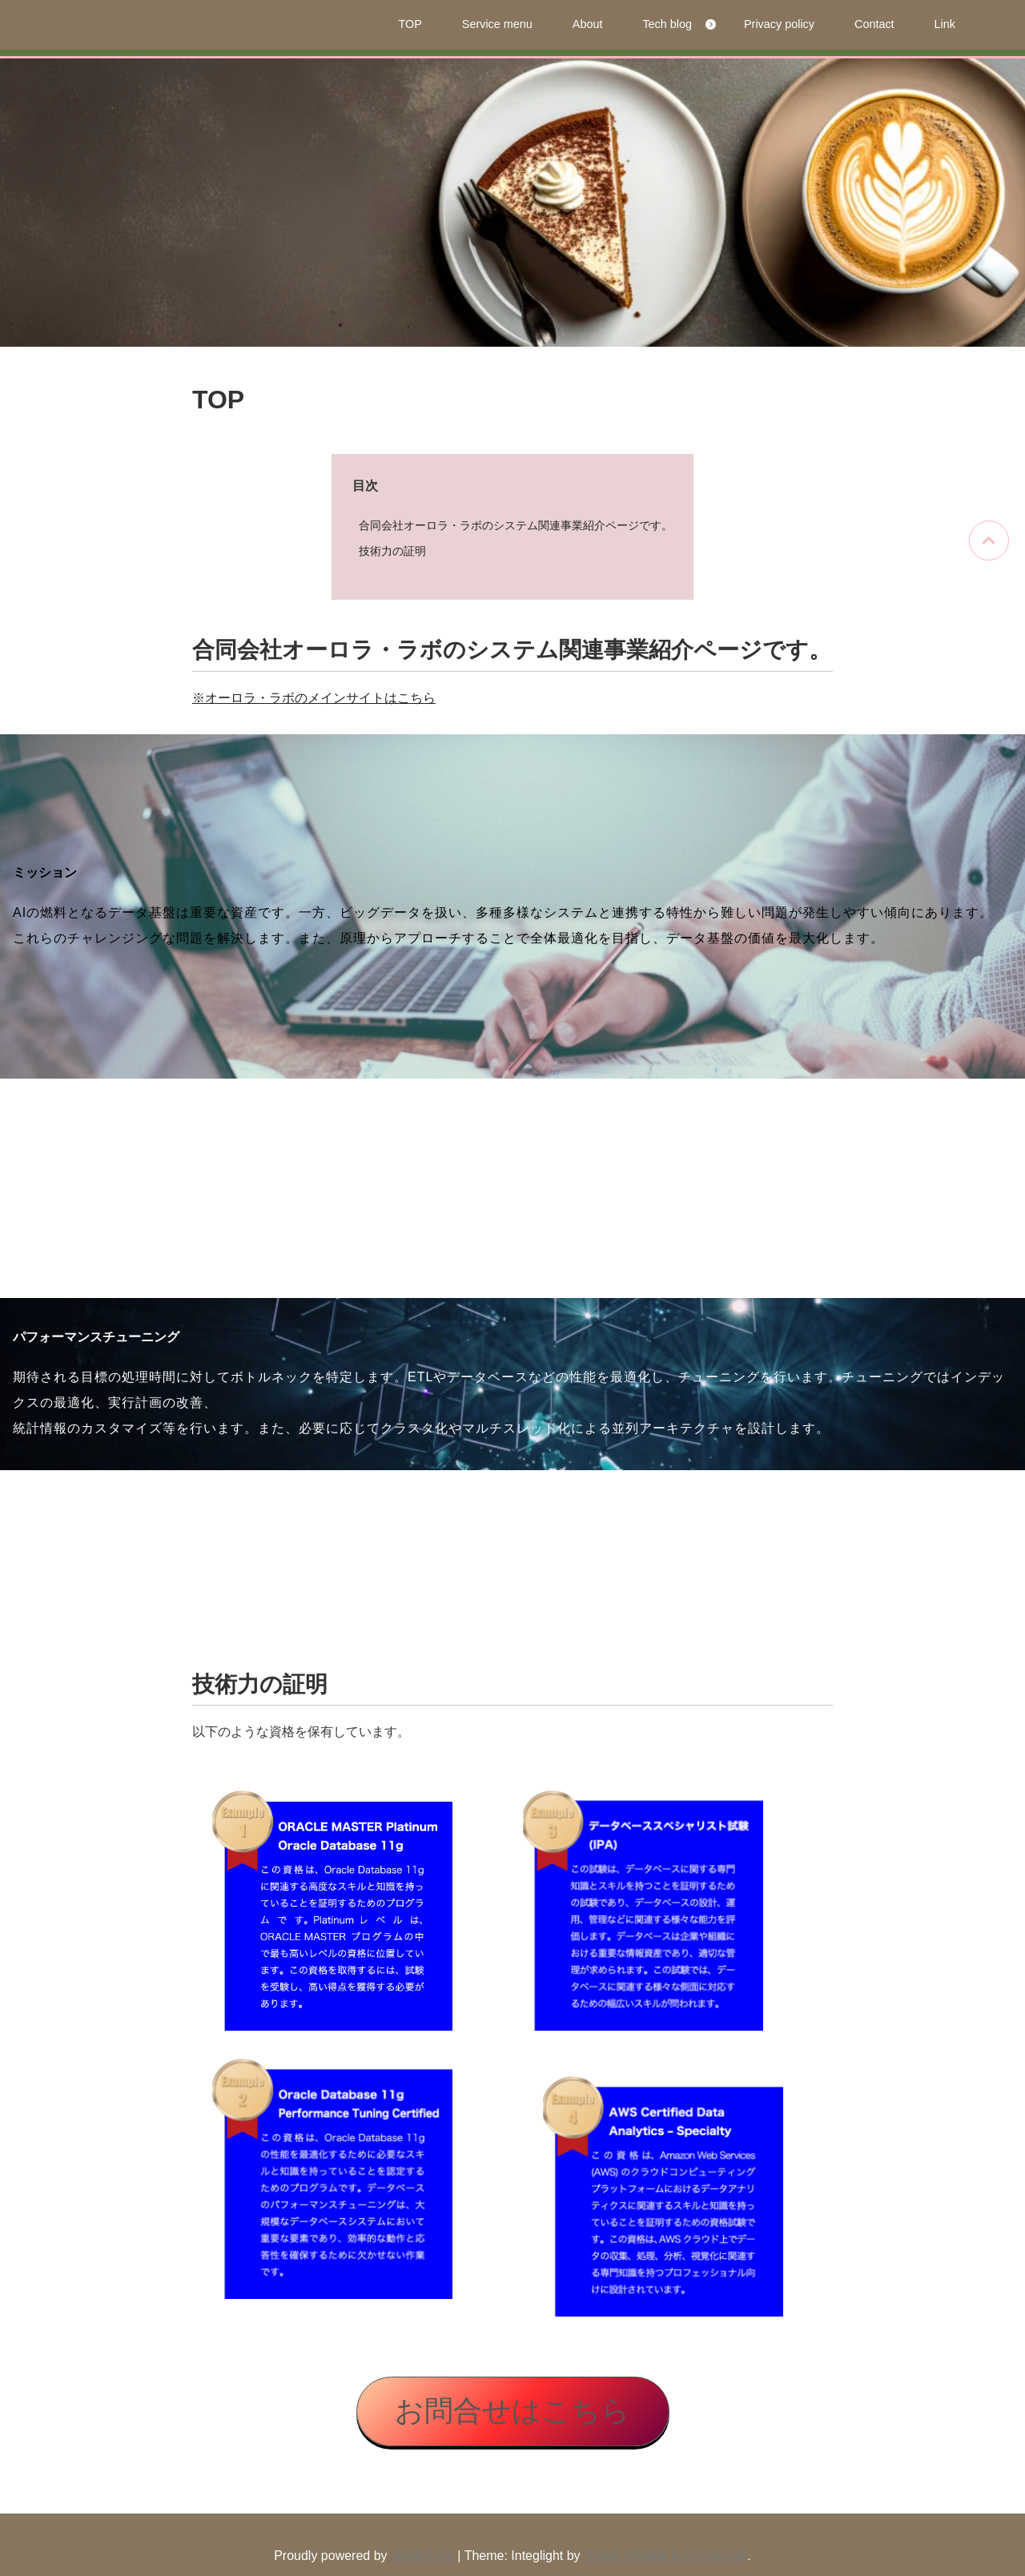 TOP
Service menu
About
Tech blog
Privacy policy
Contact
Link
TOP
目次
合同会社オーロラ・ラボのシステム関連事業紹介ページです。
技術力の証明
合同会社オーロラ・ラボのシステム関連事業紹介ページです。
※オーロラ・ラボのメインサイトはこちら
ミッション
AIの燃料となるデータ基盤は重要な資産です。一方、ビッグデータを扱い、多種多様なシステムと連携する特性から難しい問題が発生しやすい傾向にあります。
これらのチャレンジングな問題を解決します。また、原理からアプローチすることで全体最適化を目指し、データ基盤の価値を最大化します。
パフォーマンスチューニング
期待される目標の処理時間に対してボトルネックを特定します。ETLやデータベースなどの性能を最適化し、チューニングを行います。チューニングではインデッ
クスの最適化、実行計画の改善、
統計情報のカスタマイズ等を行います。また、必要に応じてクラスタ化やマルチスレッド化による並列アーキテクチャを設計します。
技術力の証明
以下のような資格を保有しています。
Example
1
ORACLE MASTER Platinum
Oracle Database 11g
この資格は、Oracle Database 11g
に関連する高度なスキルと知識を持っ
ていることを証明するためのプログラ
ムです。Platinumレベルは、
ORACLE MASTER プログラムの中
で最も高いレベルの資格に位置してい
ます。この資格を取得するには、試験
を受験し、高い得点を獲得する必要が
あります。
Example
3
データベーススペシャリスト試験
(IPA)
この試験は、データベースに関する専門
知識とスキルを持つことを証明するため
の試験であり、データベースの設計、運
用、管理などに関連する様々な能力を評
価します。データベースは企業や組織に
おける重要な情報資産であり、適切な管
理が求められます。この試験では、デー
タベースに関連する様々な側面に対応す
るための幅広いスキルが問われます。
Example
2
Oracle Database 11g
Performance Tuning Certified
この資格は、Oracle Database 11g
の性能を最適化するために必要なスキ
ルと知識を持っていることを認定する
ためのプログラムです。データベース
のパフォーマンスチューニングは、大
規模なデータベースシステムにおいて
重要な要素であり、効率的な動作と応
答性を確保するために欠かせない作業
です。
Example
4
AWS Certified Data
Analytics – Specialty
この資格は、Amazon Web Services
(AWS) のクラウドコンピューティング
プラットフォームにおけるデータアナリ
ティクスに関連するスキルと知識を持っ
ていることを証明するための資格試験で
す。この資格は、AWS クラウド上でデー
タの収集、処理、分析、視覚化に関連す
る専門知識を持つプロフェッショナル向
けに設計されています。
お問合せはこちら
Proudly powered by | Theme: Integlight by .